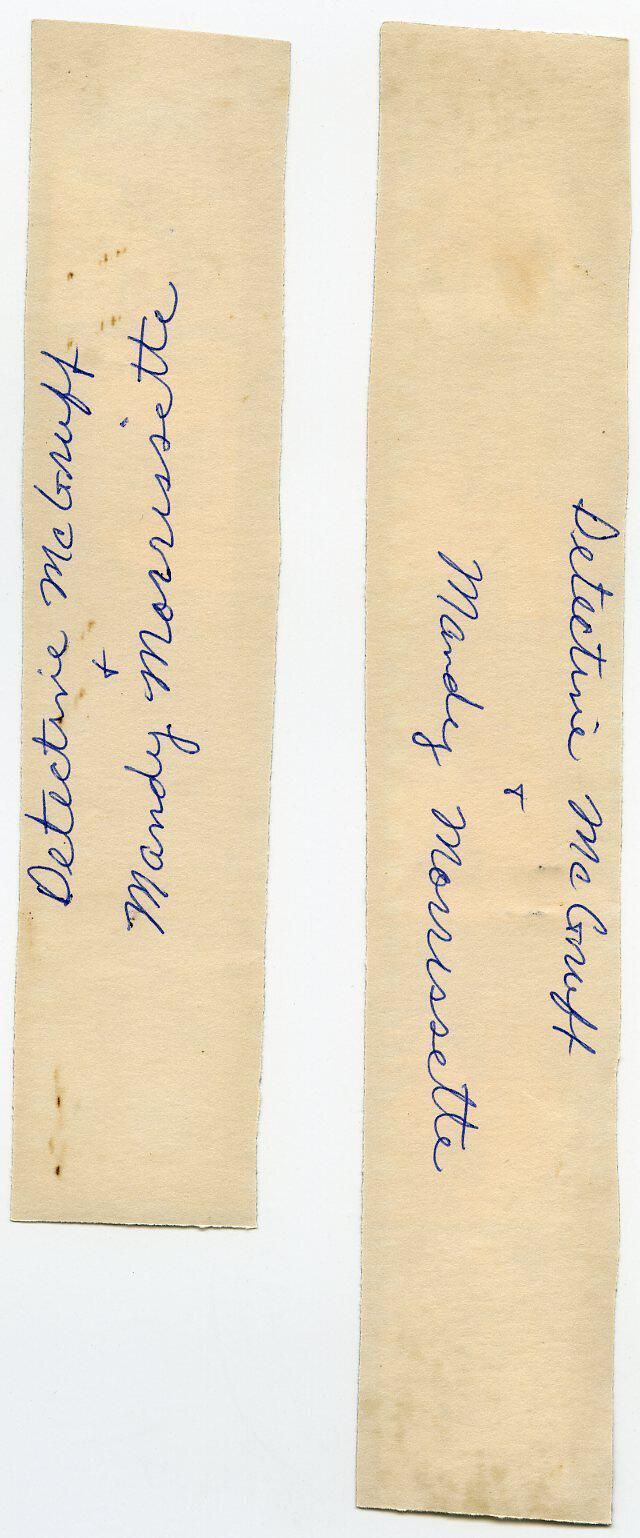 Detective McGruff
+
Mandy Morrissette
Detective McGruff
+
Mandy Morrissette